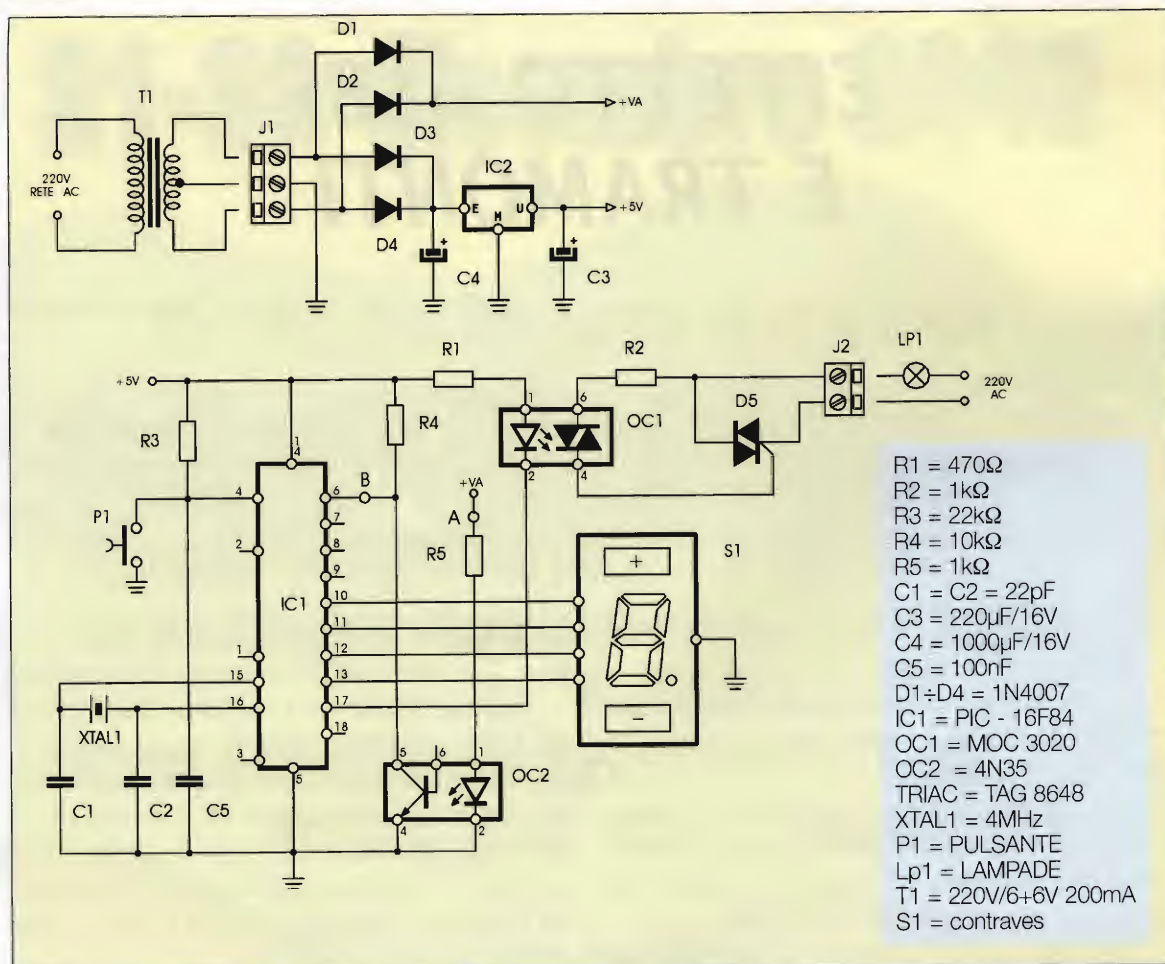 D1
D2
T1
+VA
J1
D3
220V
RETE AC
IC2
E
M
U
+5V
D4
C4
+
C3
+
R1
R2
J2
LP1
+5V
1
6
220V
AC
D5
R4
OC1
R3
1
4
2
4
B
+VA
4
6
P1
7
A
2
8
R5
S1
9
+
IC1
10
11
1
12
15
13
16
17
-
XTAL1
18
3
5
5
6
1
OC2
C1
C2
C5
4
2
R1 = 470Ω
R2 = 1kΩ
R3 = 22kΩ
R4 = 10kΩ
R5 = 1kΩ
C1 = C2 = 22pF
C3 = 220µF/16V
C4 = 1000µF/16V
C5 = 100nF
D1÷D4 = 1N4007
IC1 = PIC - 16F84
OC1 = MOC 3020
OC2 = 4N35
TRIAC = TAG 8648
XTAL1 = 4MHz
P1 = PULSANTE
Lp1 = LAMPADE
T1 = 220V/6+6V 200mA
S1 = contraves